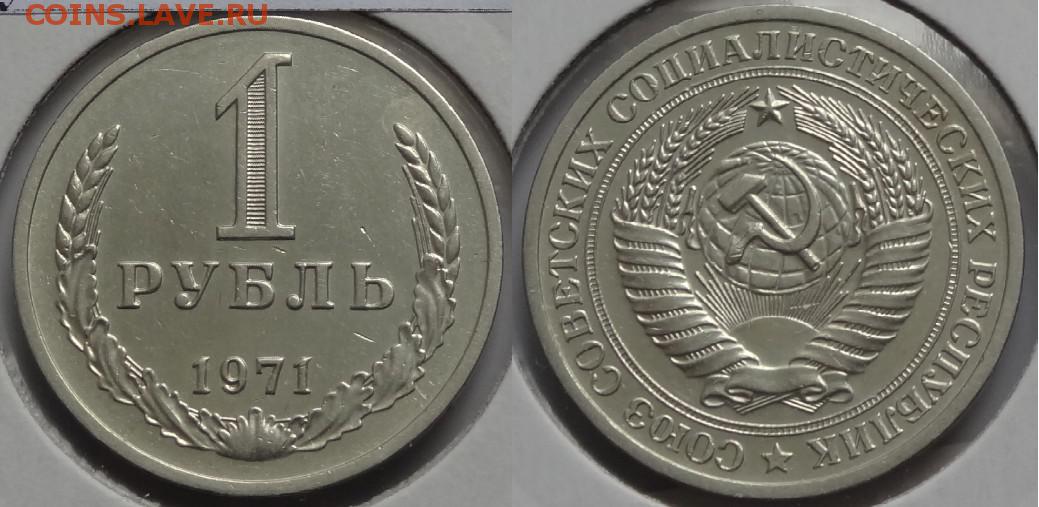 COINS.LAVE.RU
1
РУБЛЬ
1971
СОЮЗ СОВЕТСКИХ СОЦИАЛИСТИЧЕСКИХ РЕСПУБЛИК